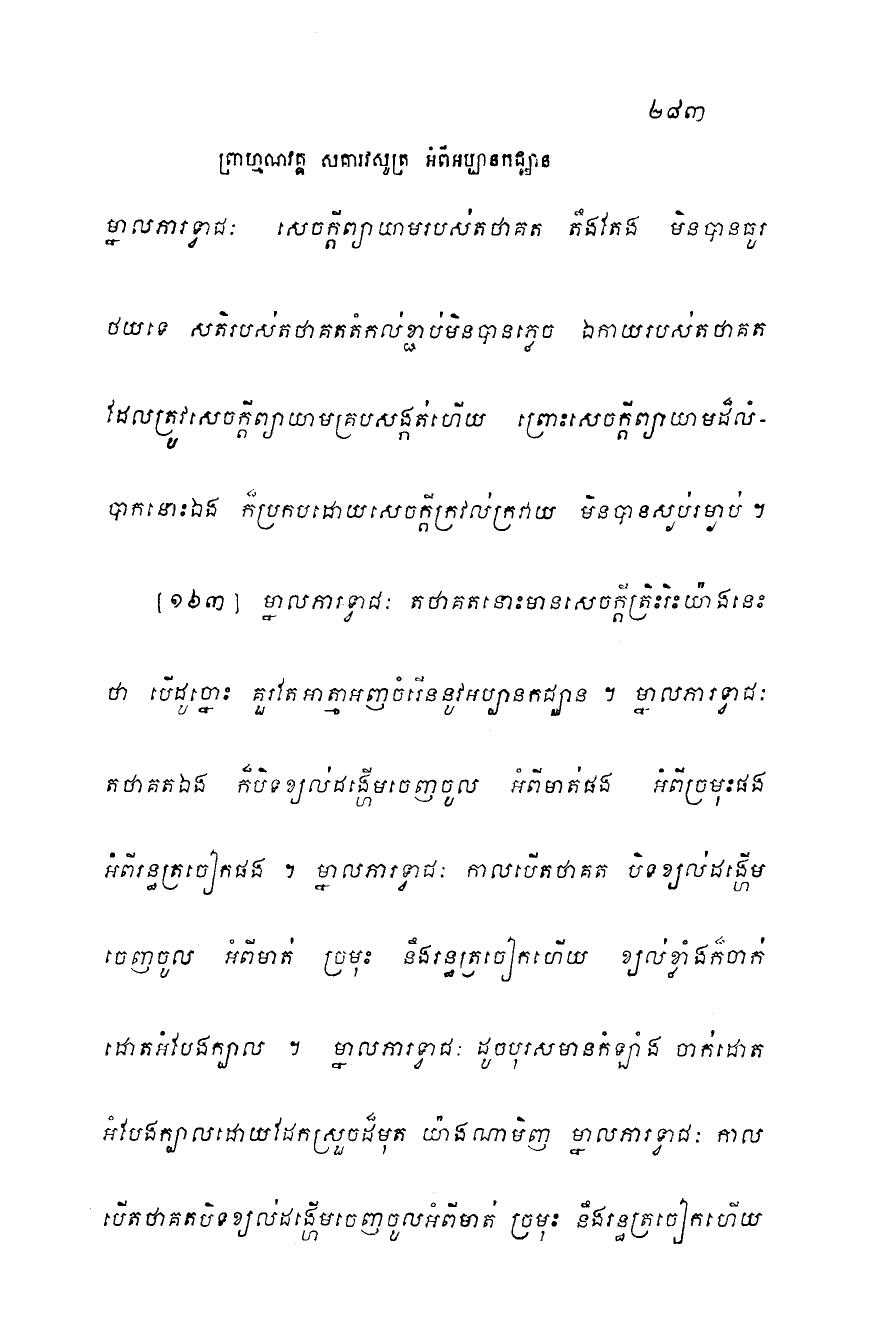 ២៨៣
ព្រាហ្មណវគ្គ សគារវសូត្រ អំពីអប្បានកជ្ឈាន
ម្នាលភារទ្វាជៈ សេចក្តីព្យាយាមរបស់តថាគត តឹងតែង មិនបានធូរ
ថយទេ សតិរបស់តថាគតតំកល់ខ្ជាប់មិនបានភ្លេច ឯកាយរបស់តថាគត
ដែលត្រូវសេចក្តីព្យាយាមគ្របសង្កត់ហើយ ព្រោះសេចក្តីព្យាយាមដ៏លំ-
បាកនោះឯង ក៏ប្រកបដោយសេចក្តីក្រវល់ក្រវាយ មិនបានស្ងប់រម្ងាប់ ។
[១៦៣] ម្នាលភារទ្វាជៈ តថាគតនោះមានសេចក្តីត្រិះរិះយ៉ាងនេះ
ថា បើដូច្នោះ គួរតែអាត្មាអញចំរើននូវអប្បានកជ្ឈាន ។ ម្នាលភារទ្វាជៈ
តថាគតឯង ក៏បិទខ្យល់ដង្ហើមចេញចូល អំពីមាត់ផង អំពីច្រមុះផង
អំពីរន្ធត្រចៀកផង ។ ម្នាលភារទ្វាជៈ កាលបើតថាគត បិទខ្យល់ដង្ហើម
ចេញចូល អំពីមាត់ ច្រមុះ នឹងរន្ធត្រចៀកហើយ ខ្យល់ខ្លាំងក៏ចាក់
ដោតអំបែងក្បាល ។ ម្នាលភារទ្វាជៈ ដូចបុរសមានកំឡាំង ចាក់ដោត
អំបែងក្បាលដោយដែកស្រួចដ៏មុត យ៉ាងណាមិញ ម្នាលភារទ្វាជៈ កាល
បើតថាគតបិទខ្យល់ដង្ហើមចេញចូលអំពីមាត់ ច្រមុះ នឹងរន្ធត្រចៀកហើយ